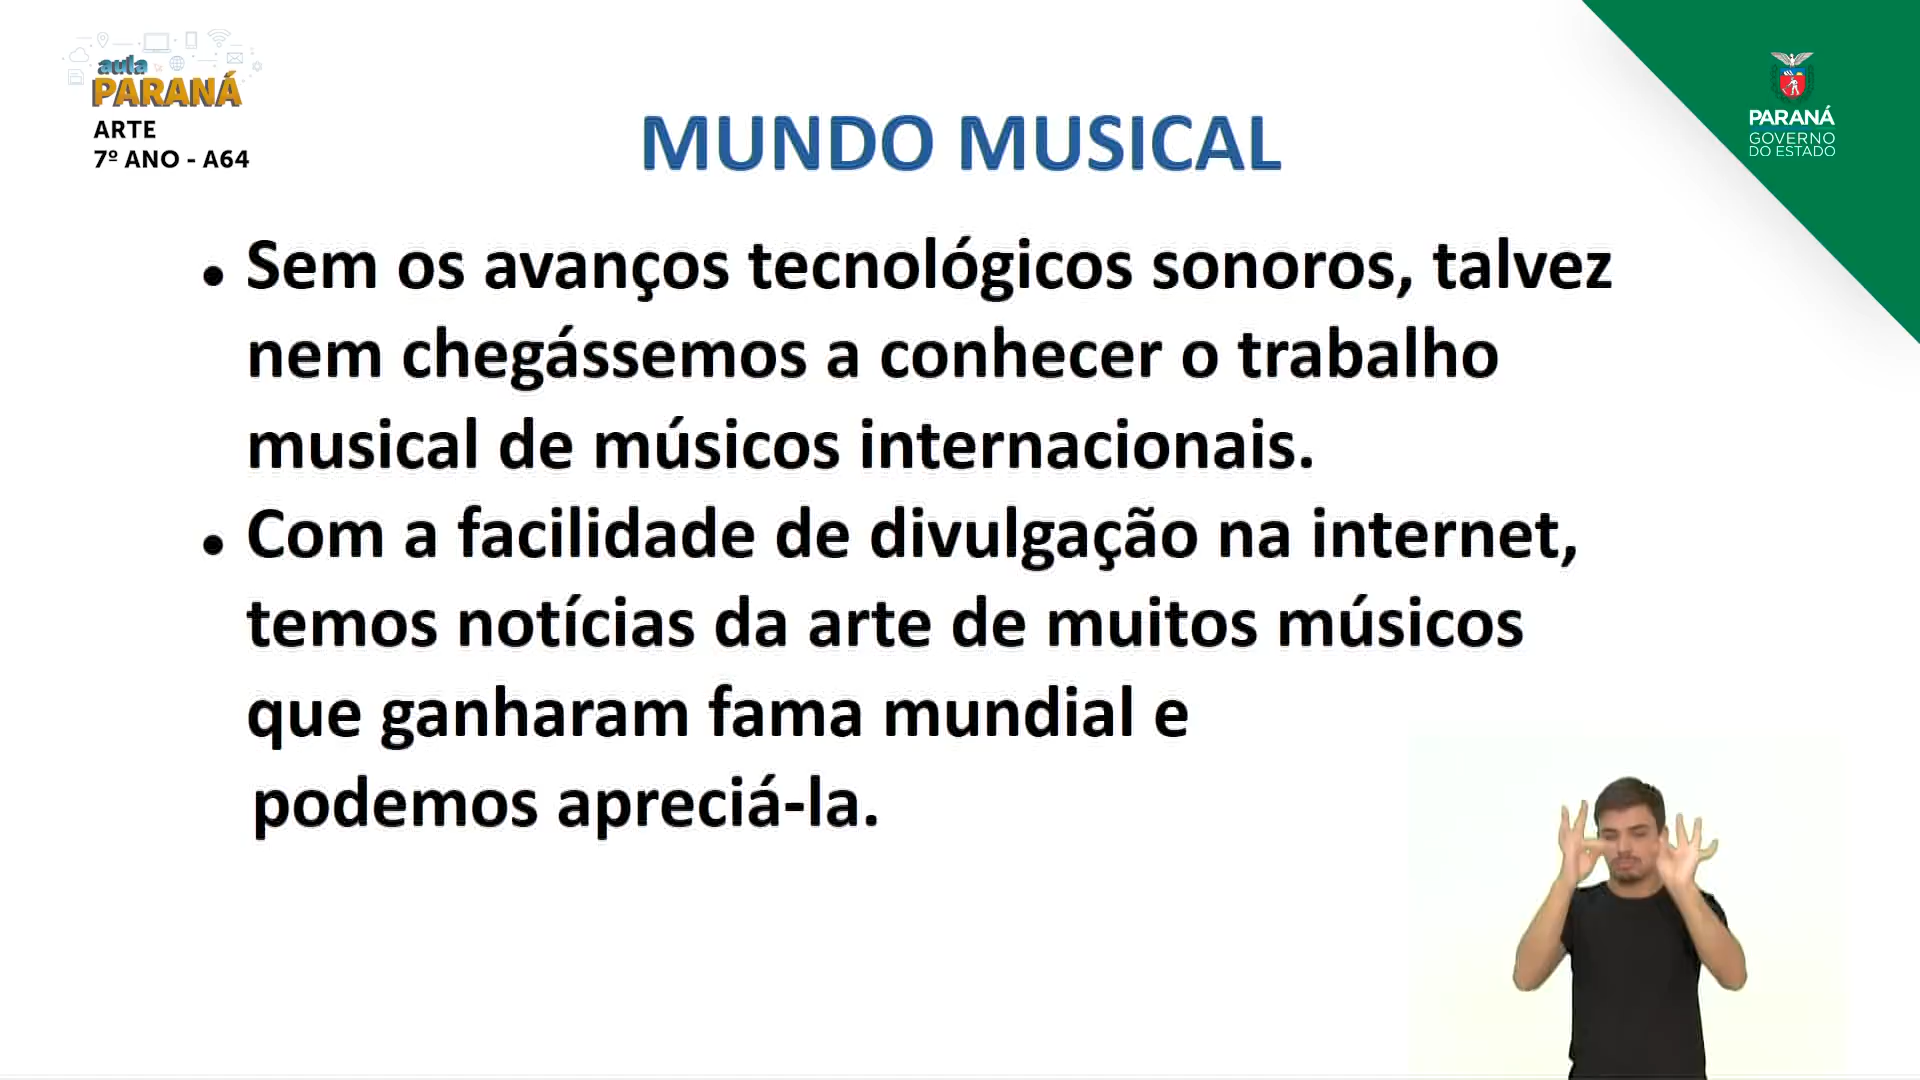 aula
PARANÁ
ARTE
7º ANO - A64
PARANÁ
GOVERNO
DO ESTADO
MUNDO MUSICAL
• Sem os avanços tecnológicos sonoros, talvez
nem chegássemos a conhecer o trabalho
musical de músicos internacionais.
• Com a facilidade de divulgação na internet,
temos notícias da arte de muitos músicos
que ganharam fama mundial e
podemos apreciá-la.